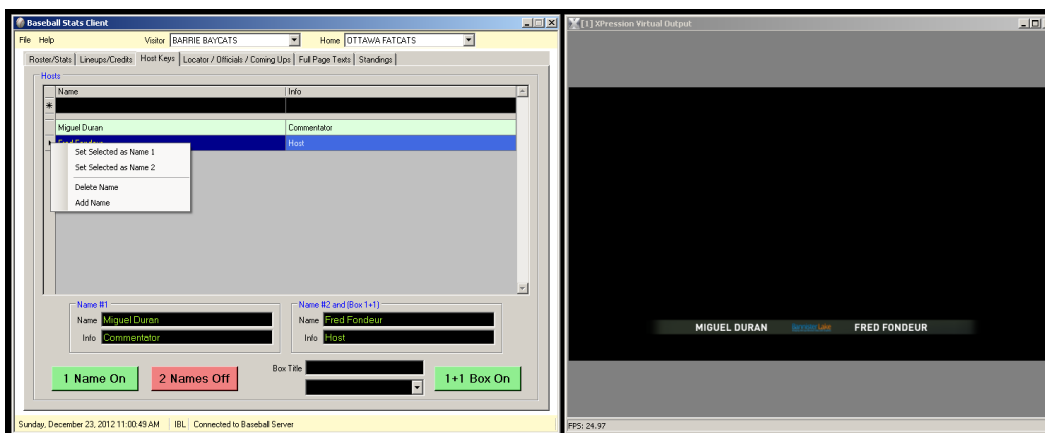 Baseball Stats Client
File Help Visitor BARRIE BAYCATS Home OTTAWA FATCATS
Roster/Stats Lineups/Credits Host Keys Locator / Officials / Coming Ups Full Page Texts Standings
Hosts
Name Info
Miguel Duran Commentator
Fred Fondeur Host
Set Selected as Name 1
Set Selected as Name 2
Delete Name
Add Name
Name #1
Name Miguel Duran
Info Commentator
Name #2 and (Box 1+1)
Name Fred Fondeur
Info Host
1 Name On
2 Names Off
Box Title
1+1 Box On
Sunday, December 23, 2012 11:00:49 AM IBL Connected to Baseball Server
[1] XPression Virtual Output
MIGUEL DURAN FRED FONDEUR
FPS: 24.97